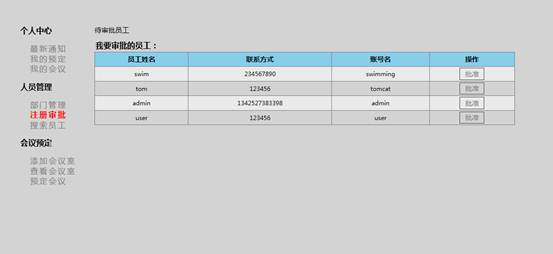 个人中心
最新通知
我的预定
我的会议
人员管理
部门管理
注册审批
搜索员工
会议预定
添加会议室
查看会议室
预定会议
待审批员工
我要审批的员工：
员工姓名 联系方式 账号名 操作
swim 234567890 swimming 批准
tom 123456 tomcat 批准
admin 1342527383398 admin 批准
user 123456 user 批准